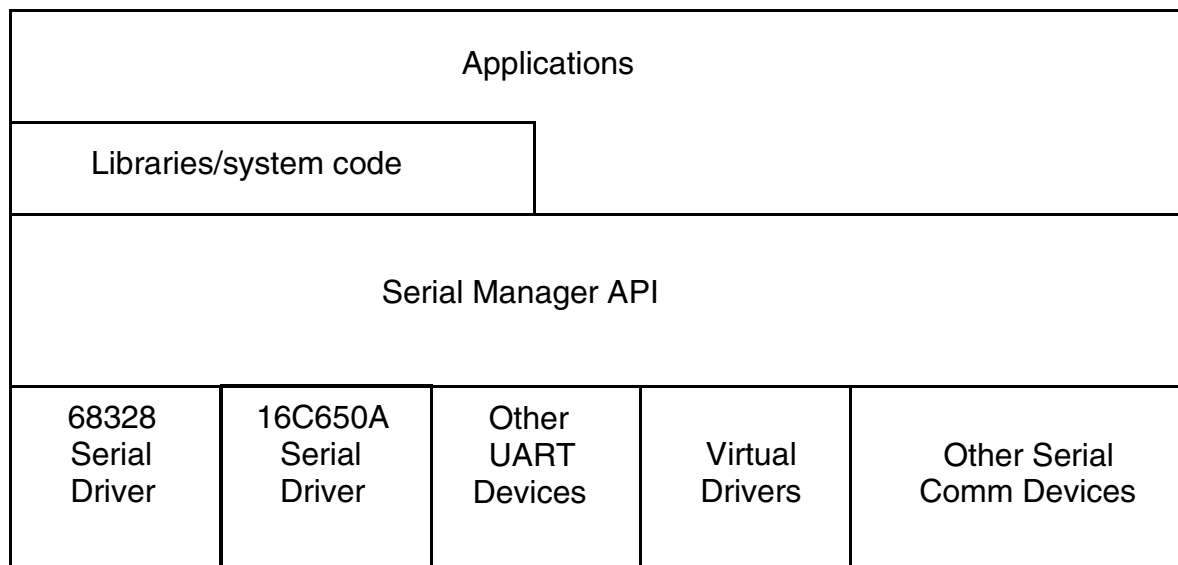 Applications
Libraries/system code
Serial Manager API
68328
Serial
Driver
16C650A
Serial
Driver
Other
UART
Devices
Virtual
Drivers
Other Serial
Comm Devices